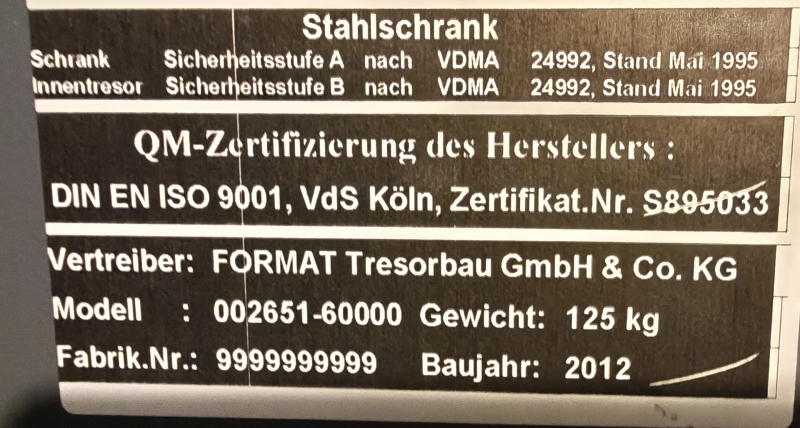 Stahlschrank
Schrank Sicherheitsstufe A nach VDMA 24992, Stand Mai 1995
Innentresor Sicherheitsstufe B nach VDMA 24992, Stand Mai 1995
QM-Zertifizierung des Herstellers :
DIN EN ISO 9001, VdS Köln, Zertifikat.Nr. S895033
Vertreiber: FORMAT Tresorbau GmbH & Co. KG
Modell : 002651-60000 Gewicht: 125 kg
Fabrik.Nr.: 9999999999 Baujahr: 2012